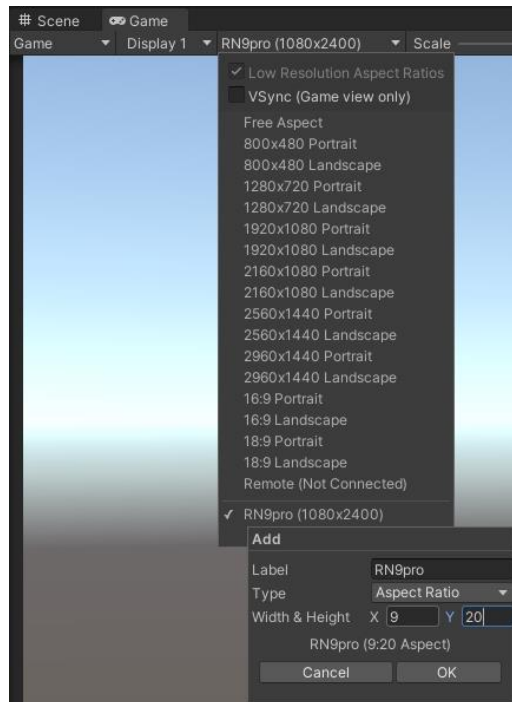 # Scene Game
Game Display 1 RN9pro (1080x2400) Scale
Low Resolution Aspect Ratios
VSync (Game view only)
Free Aspect
800x480 Portrait
800x480 Landscape
1280x720 Portrait
1280x720 Landscape
1920x1080 Portrait
1920x1080 Landscape
2160x1080 Portrait
2160x1080 Landscape
2560x1440 Portrait
2560x1440 Landscape
2960x1440 Portrait
2960x1440 Landscape
16:9 Portrait
16:9 Landscape
18:9 Portrait
18:9 Landscape
Remote (Not Connected)
RN9pro (1080x2400)
Add
Label RN9pro
Type Aspect Ratio
Width & Height X 9 Y 20
RN9pro (9:20 Aspect)
Cancel OK